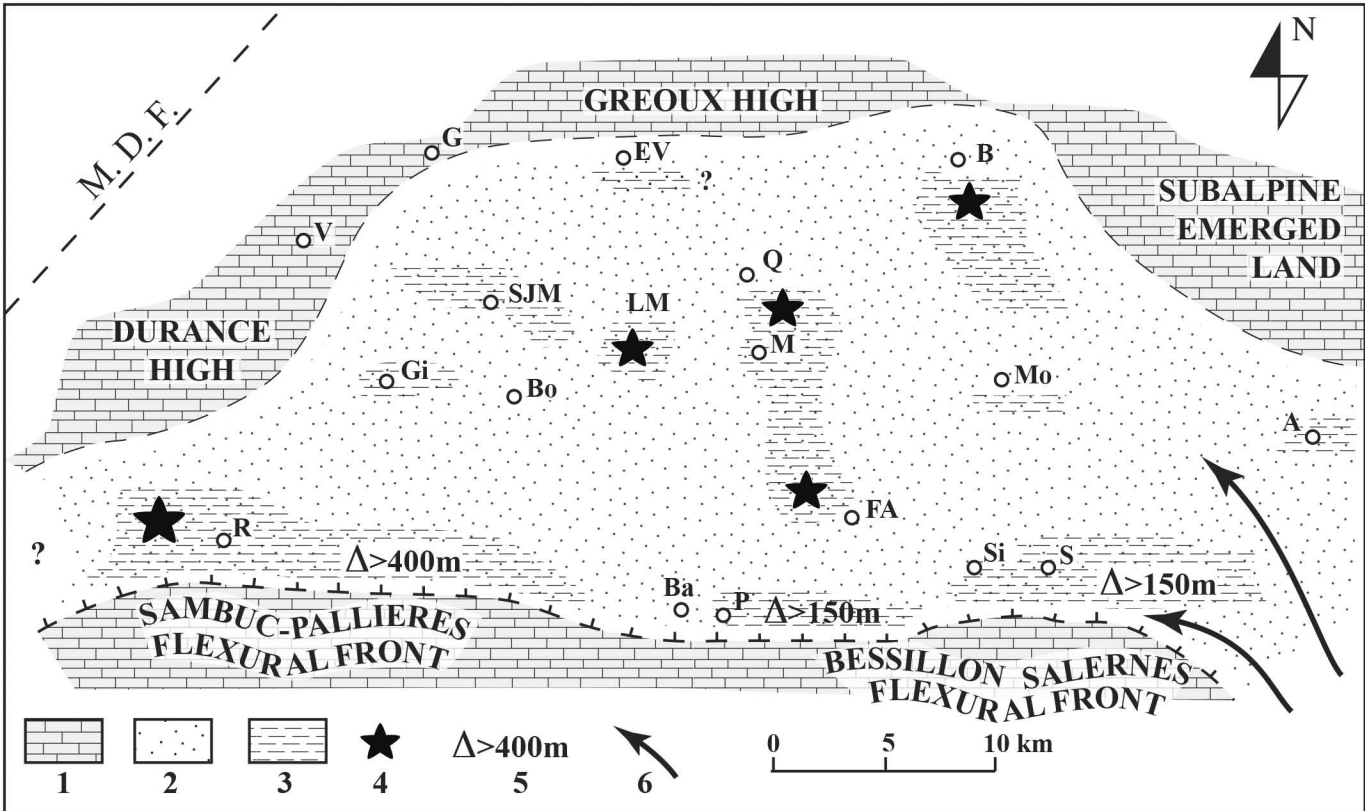 N
M. D. F.
GREOUX HIGH
G
EV
?
B
SUBALPINE
EMERGED
LAND
V
Q
SJM
LM
DURANCE
HIGH
M
Gi
Bo
Mo
A
R
FA
?
Δ>400m
Si
S
Δ>150m
Ba
P
Δ>150m
SAMBUC-PALLIERES
FLEXURAL FRONT
BESSILLON SALERNES
FLEXURAL FRONT
Δ>400m
0 5 10 km
1 2 3 4 5 6